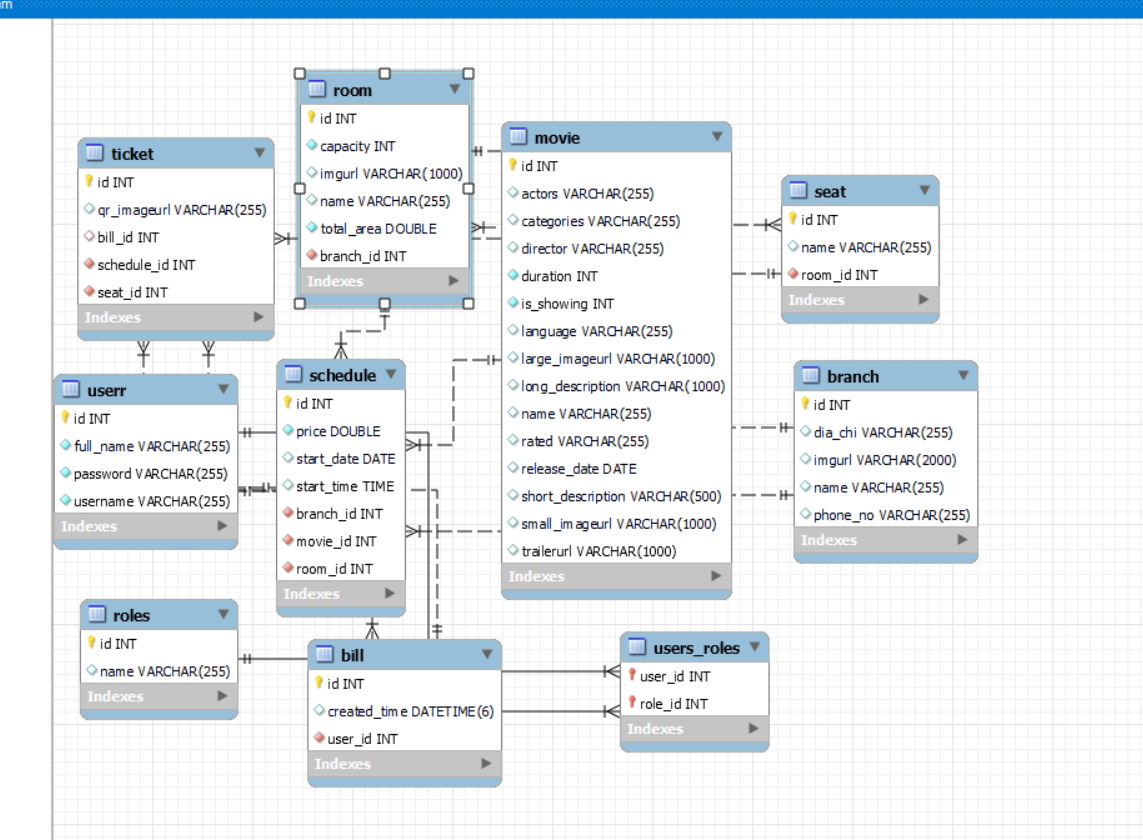 room
id INT
capacity INT
imgurl VARCHAR(1000)
name VARCHAR(255)
total_area DOUBLE
branch_id INT
Indexes
ticket
id INT
qr_imageurl VARCHAR(255)
bill_id INT
schedule_id INT
seat_id INT
Indexes
movie
id INT
actors VARCHAR(255)
categories VARCHAR(255)
director VARCHAR(255)
duration INT
is_showing INT
language VARCHAR(255)
large_imageurl VARCHAR(1000)
long_description VARCHAR(1000)
name VARCHAR(255)
rated VARCHAR(255)
release_date DATE
short_description VARCHAR(500)
small_imageurl VARCHAR(1000)
trailerurl VARCHAR(1000)
Indexes
seat
id INT
name VARCHAR(255)
room_id INT
Indexes
userr
id INT
full_name VARCHAR(255)
password VARCHAR(255)
username VARCHAR(255)
Indexes
schedule
id INT
price DOUBLE
start_date DATE
start_time TIME
branch_id INT
movie_id INT
room_id INT
Indexes
branch
id INT
dia_chi VARCHAR(255)
imgurl VARCHAR(2000)
name VARCHAR(255)
phone_no VARCHAR(255)
Indexes
roles
id INT
name VARCHAR(255)
Indexes
bill
id INT
created_time DATETIME(6)
user_id INT
Indexes
users_roles
user_id INT
role_id INT
Indexes